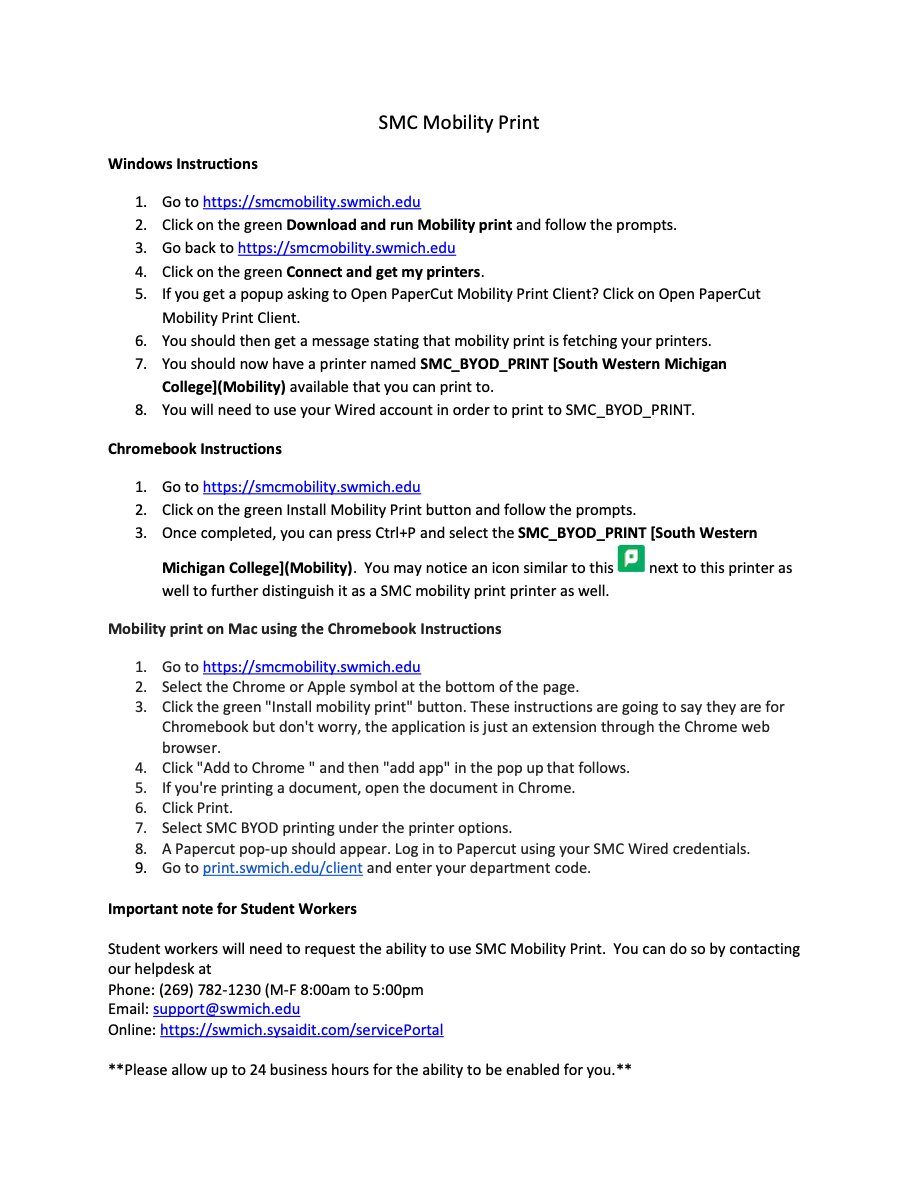 SMC Mobility Print
Windows Instructions
1. Go to https://smcmobility.swmich.edu
2. Click on the green Download and run Mobility print and follow the prompts.
3. Go back to https://smcmobility.swmich.edu
4. Click on the green Connect and get my printers.
5. If you get a popup asking to Open PaperCut Mobility Print Client? Click on Open PaperCut
Mobility Print Client.
6. You should then get a message stating that mobility print is fetching your printers.
7. You should now have a printer named SMC_BYOD_PRINT [South Western Michigan
College](Mobility) available that you can print to.
8. You will need to use your Wired account in order to print to SMC_BYOD_PRINT.
Chromebook Instructions
1. Go to https://smcmobility.swmich.edu
2. Click on the green Install Mobility Print button and follow the prompts.
3. Once completed, you can press Ctrl+P and select the SMC_BYOD_PRINT [South Western
Michigan College](Mobility). You may notice an icon similar to this next to this printer as
well to further distinguish it as a SMC mobility print printer as well.
Mobility print on Mac using the Chromebook Instructions
1. Go to https://smcmobility.swmich.edu
2. Select the Chrome or Apple symbol at the bottom of the page.
3. Click the green "Install mobility print" button. These instructions are going to say they are for
Chromebook but don't worry, the application is just an extension through the Chrome web
browser.
4. Click "Add to Chrome " and then "add app" in the pop up that follows.
5. If you're printing a document, open the document in Chrome.
6. Click Print.
7. Select SMC BYOD printing under the printer options.
8. A Papercut pop-up should appear. Log in to Papercut using your SMC Wired credentials.
9. Go to print.swmich.edu/client and enter your department code.
Important note for Student Workers
Student workers will need to request the ability to use SMC Mobility Print. You can do so by contacting
our helpdesk at
Phone: (269) 782-1230 (M-F 8:00am to 5:00pm
Email: support@swmich.edu
Online: https://swmich.sysaidit.com/servicePortal
**Please allow up to 24 business hours for the ability to be enabled for you.**